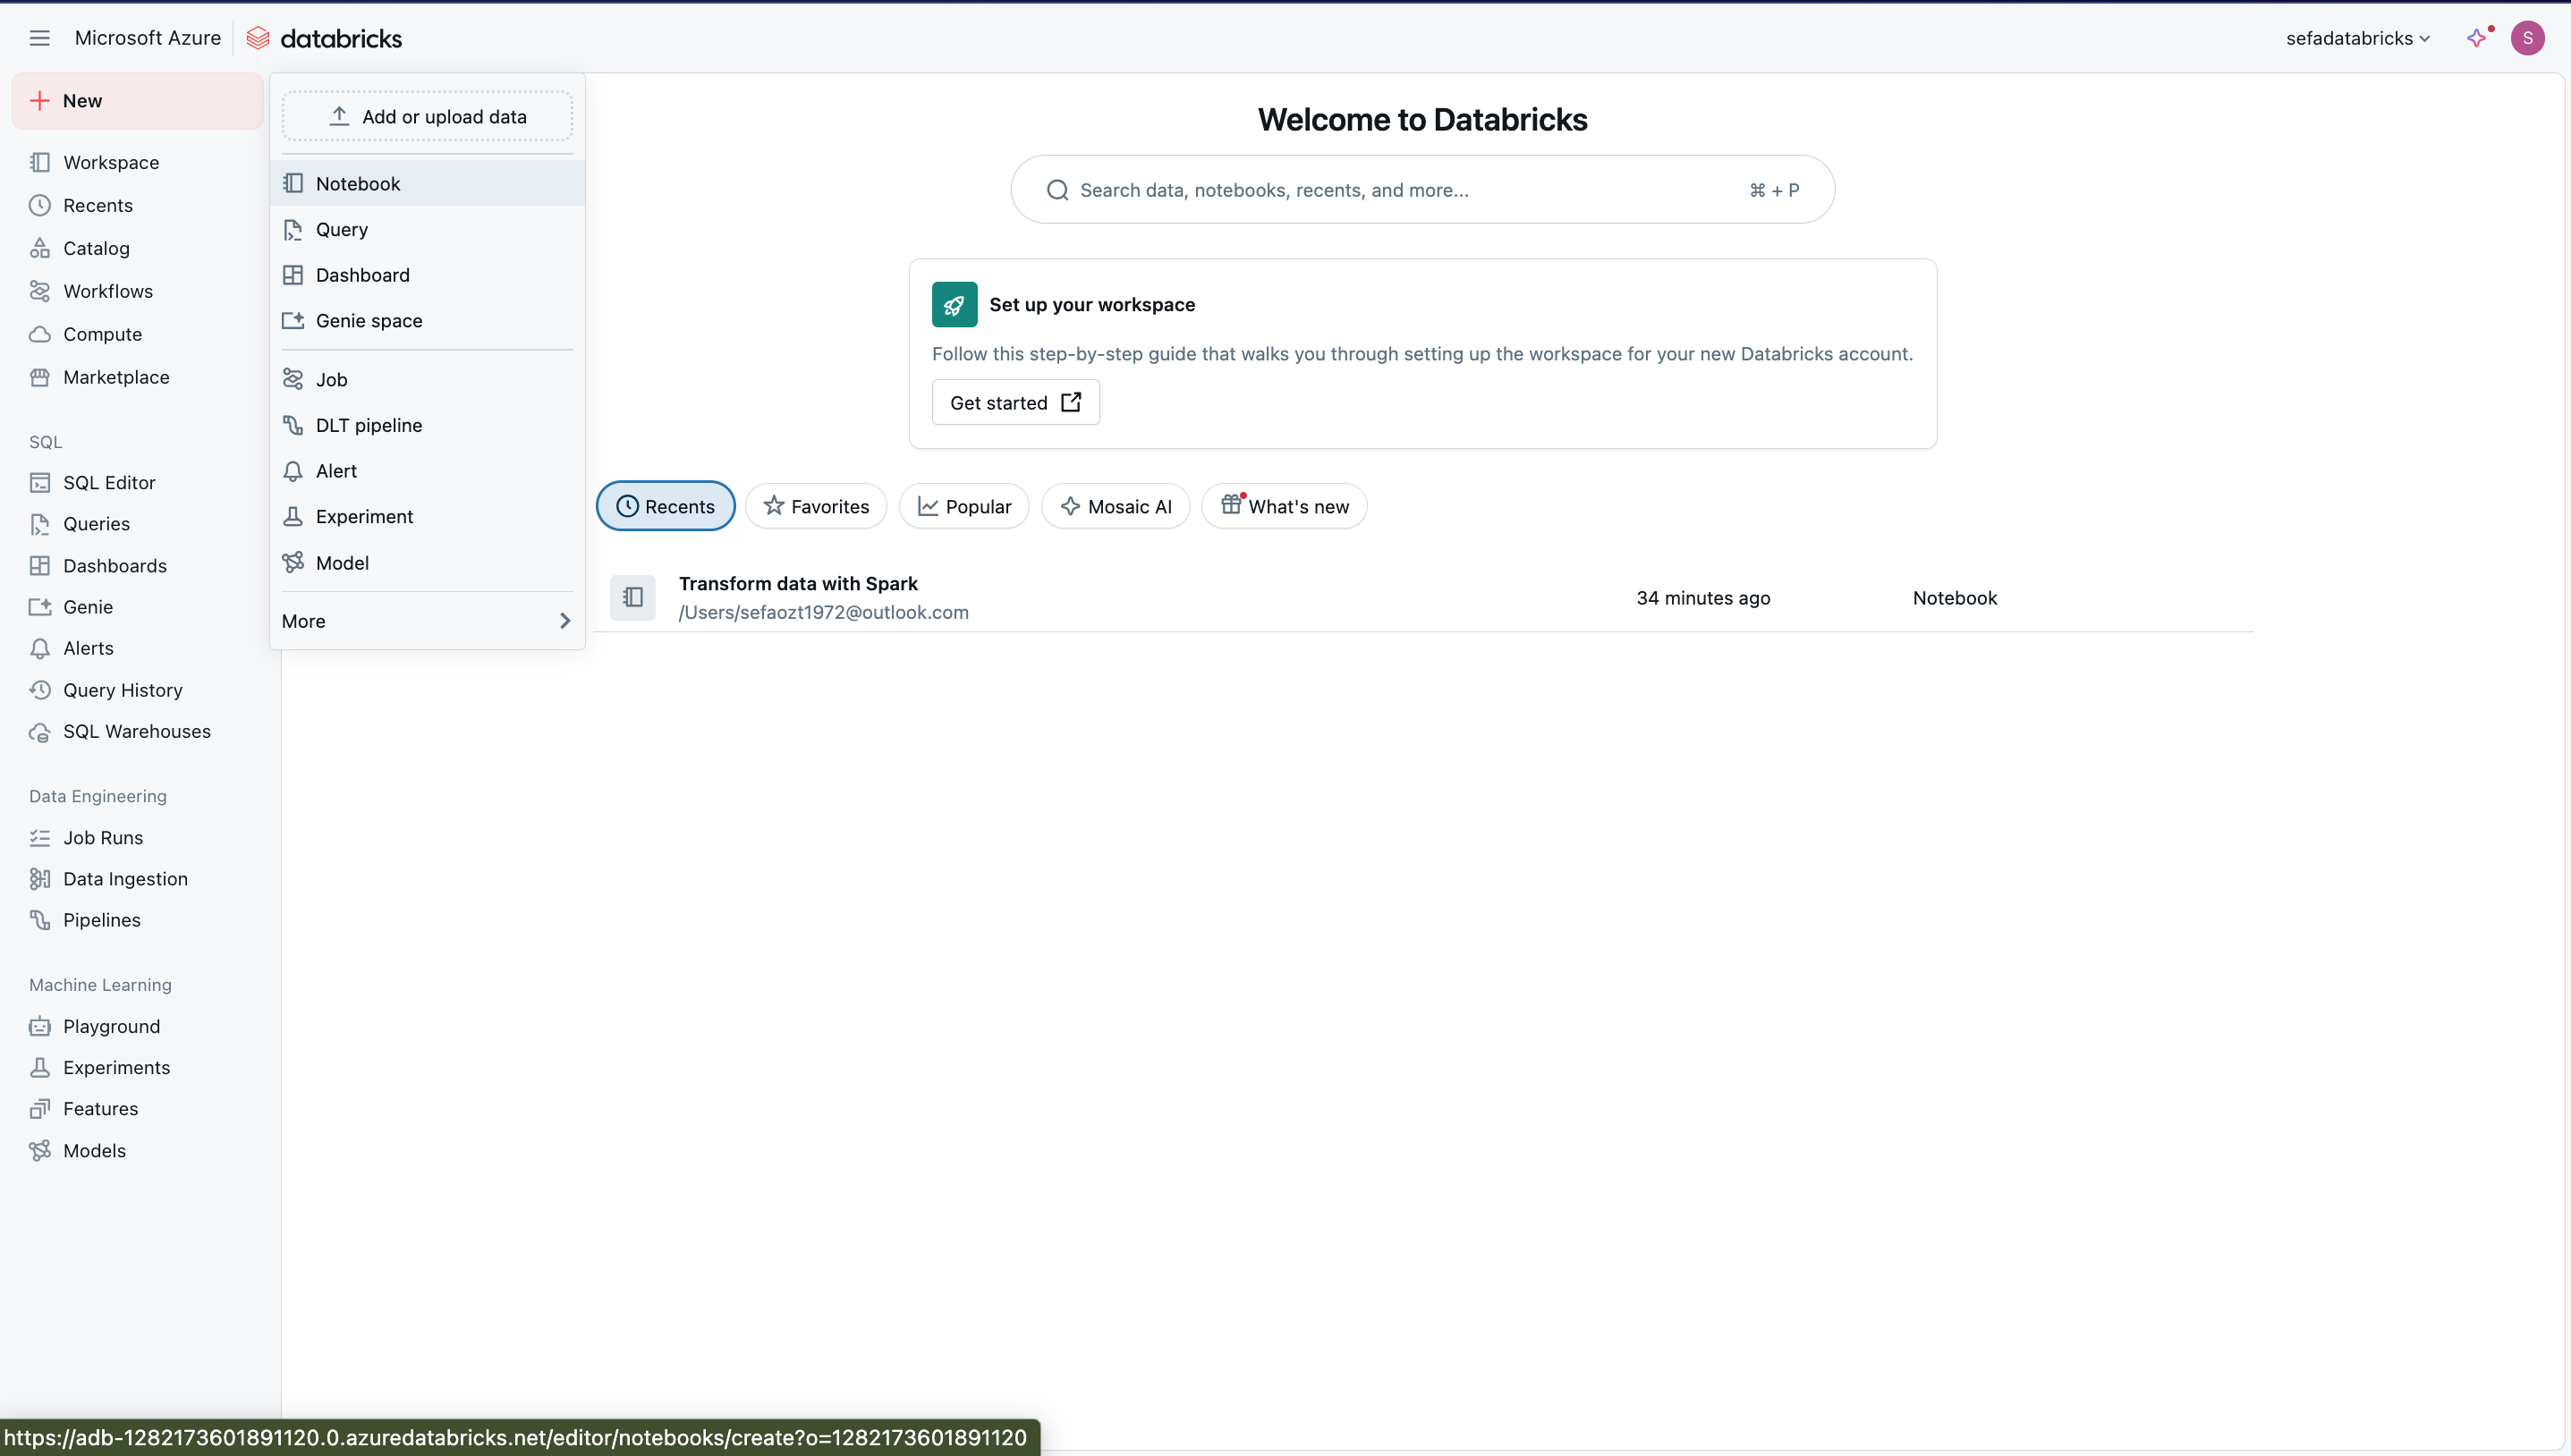 Microsoft Azure
databricks
sefadatabricks
S
New
Workspace
Recents
Catalog
Workflows
Compute
Marketplace
SQL
SQL Editor
Queries
Dashboards
Genie
Alerts
Query History
SQL Warehouses
Data Engineering
Job Runs
Data Ingestion
Pipelines
Machine Learning
Playground
Experiments
Features
Models
Add or upload data
Notebook
Query
Dashboard
Genie space
Job
DLT pipeline
Alert
Experiment
Model
More
Welcome to Databricks
Search data, notebooks, recents, and more... ⌘ + P
Set up your workspace
Follow this step-by-step guide that walks you through setting up the workspace for your new Databricks account.
Get started
Recents Favorites Popular Mosaic AI What's new
Transform data with Spark
/Users/sefaozt1972@outlook.com
34 minutes ago
Notebook
https://adb-1282173601891120.0.azuredatabricks.net/editor/notebooks/create?o=1282173601891120